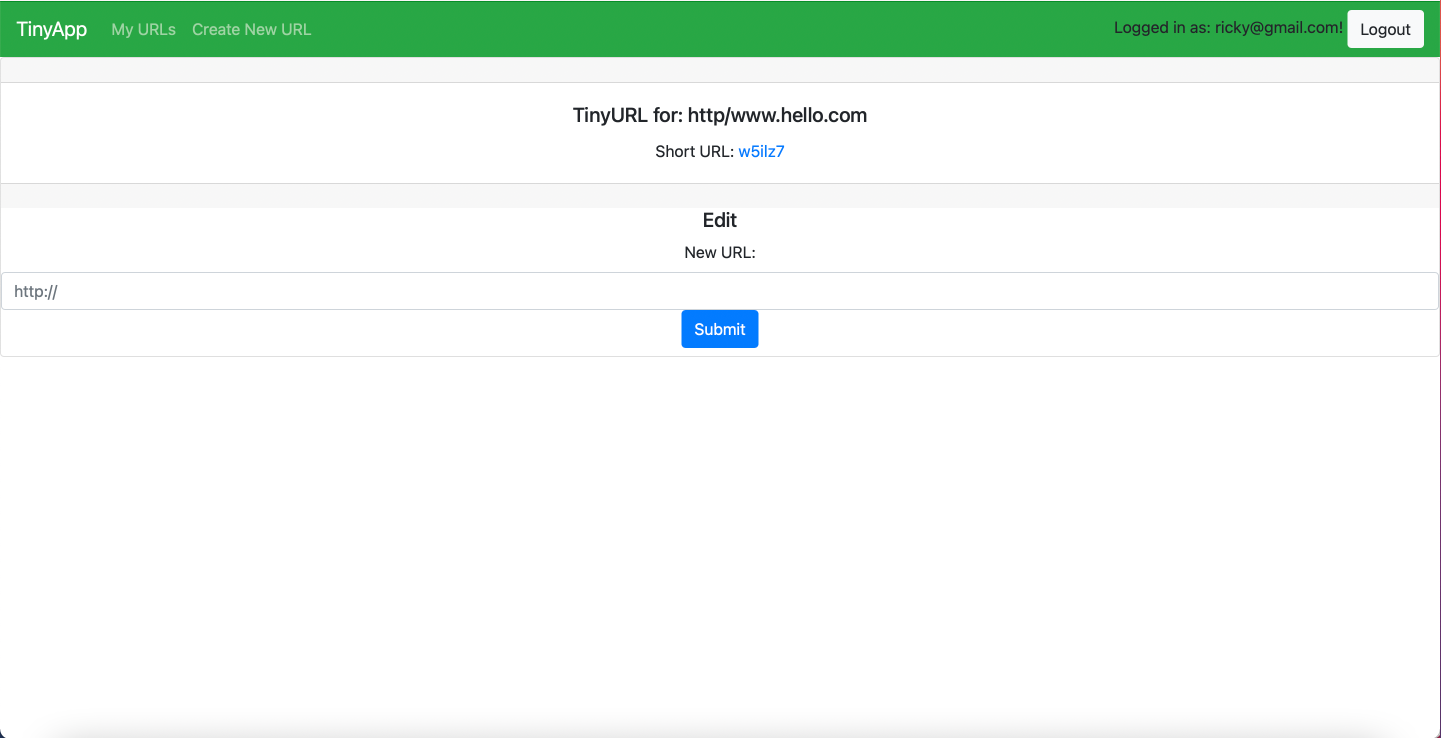 TinyApp My URLs Create New URL Logged in as: ricky@gmail.com! Logout
TinyURL for: http/www.hello.com
Short URL: w5ilz7
Edit
New URL:
http://
Submit